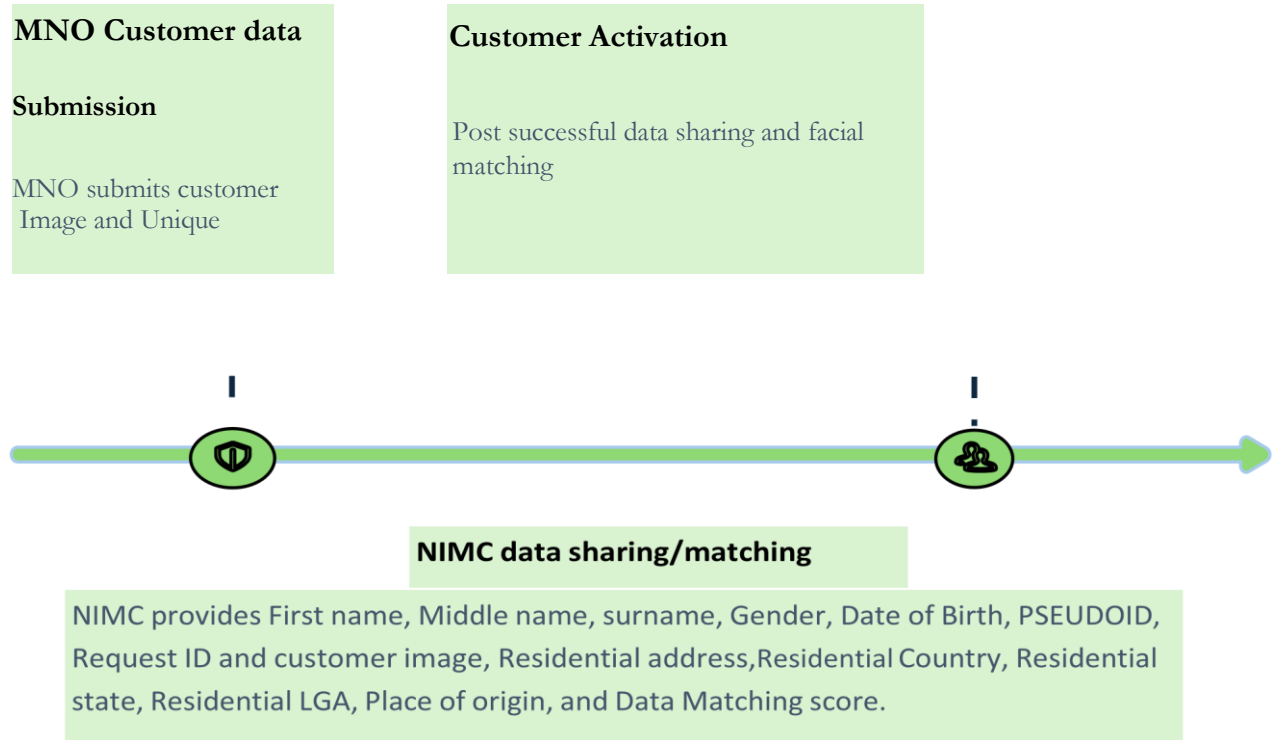 MNO Customer data
Submission
MNO submits customer
Image and Unique
Customer Activation
Post successful data sharing and facial
matching
NIMC data sharing/matching
NIMC provides First name, Middle name, surname, Gender, Date of Birth, PSEUDOID,
Request ID and customer image, Residential address,Residential Country, Residential
state, Residential LGA, Place of origin, and Data Matching score.